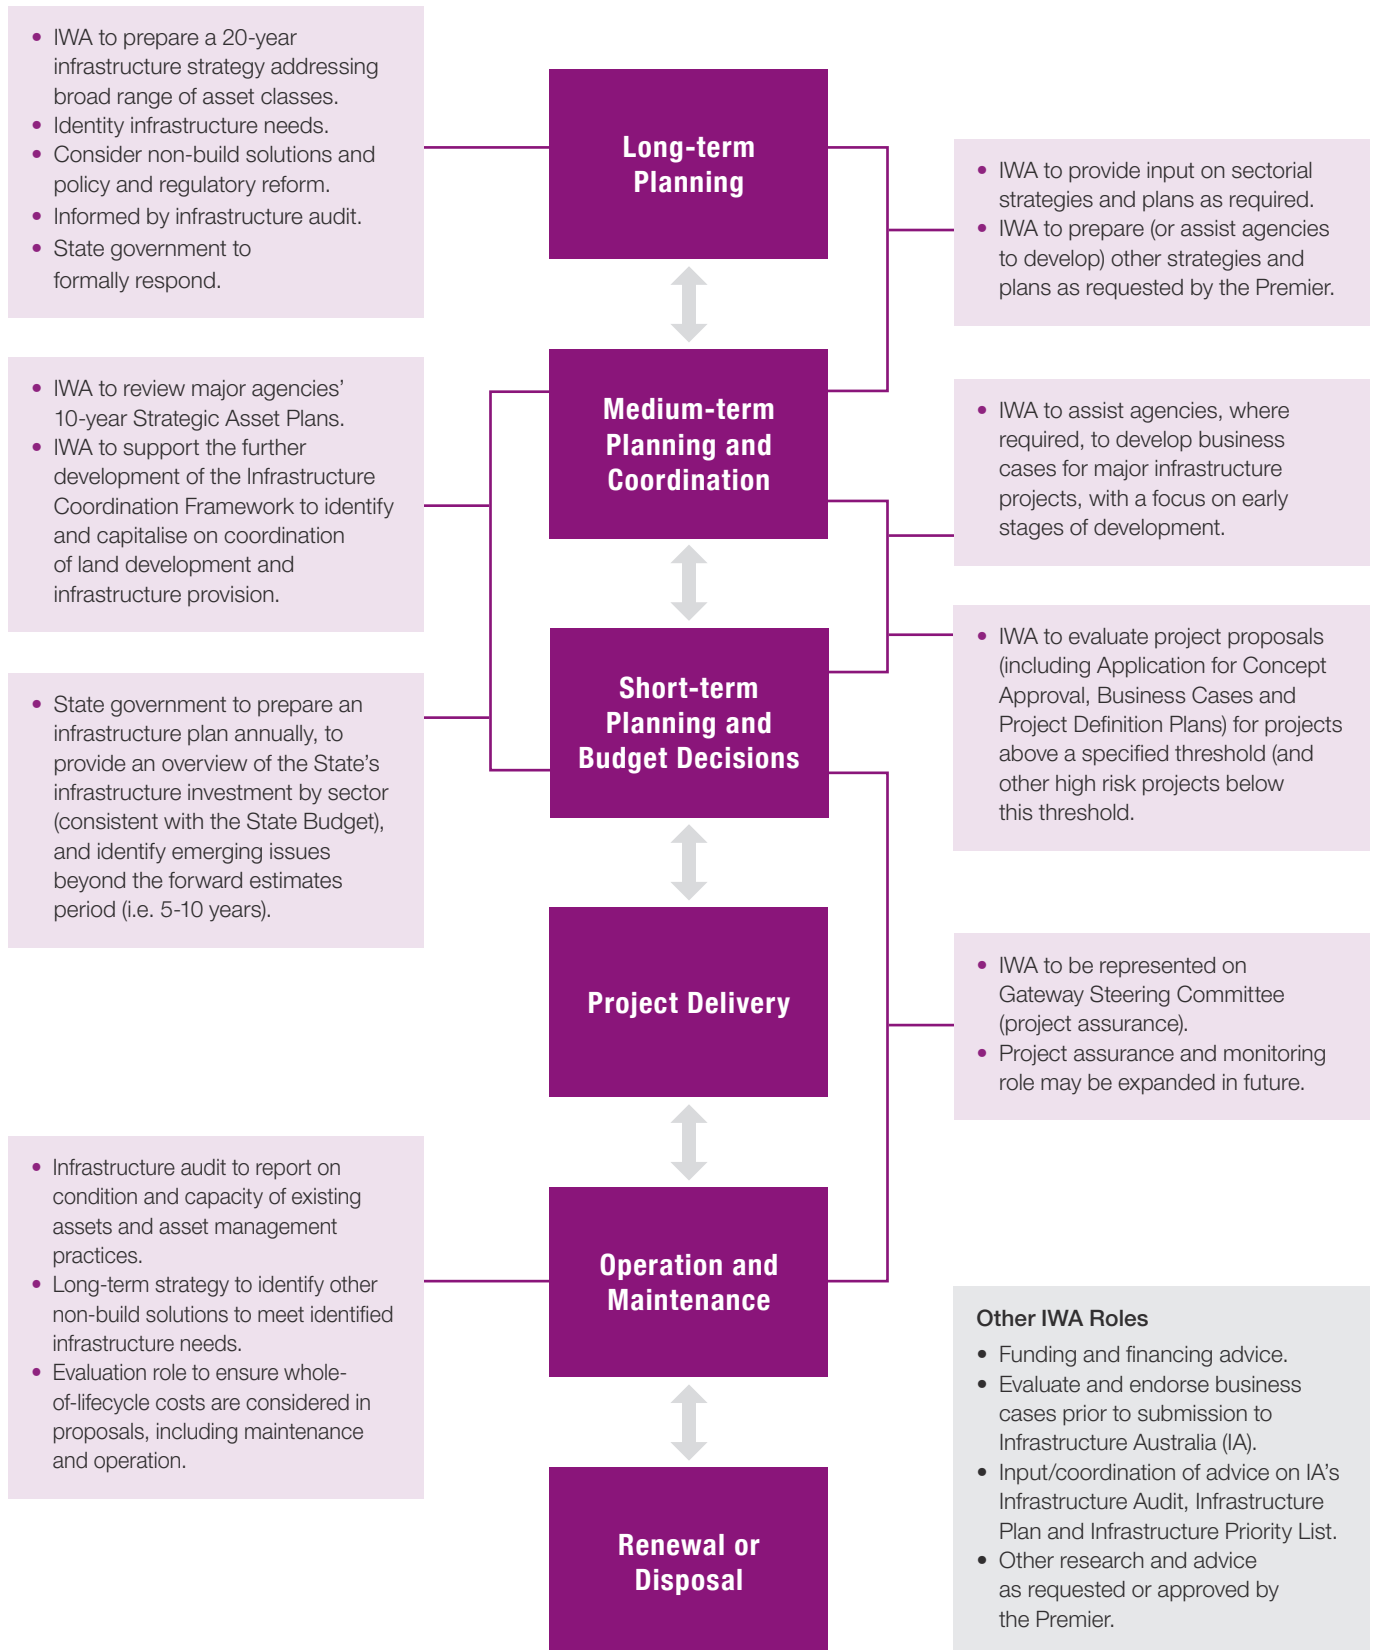 • IWA to prepare a 20-year
infrastructure strategy addressing
broad range of asset classes.
• Identity infrastructure needs.
• Consider non-build solutions and
policy and regulatory reform.
• Informed by infrastructure audit.
• State government to
formally respond.
Long-term
Planning
• IWA to provide input on sectorial
strategies and plans as required.
• IWA to prepare (or assist agencies
to develop) other strategies and
plans as requested by the Premier.
• IWA to review major agencies’
10-year Strategic Asset Plans.
• IWA to support the further
development of the Infrastructure
Coordination Framework to identify
and capitalise on coordination
of land development and
infrastructure provision.
Medium-term
Planning and
Coordination
• IWA to assist agencies, where
required, to develop business
cases for major infrastructure
projects, with a focus on early
stages of development.
• State government to prepare an
infrastructure plan annually, to
provide an overview of the State’s
infrastructure investment by sector
(consistent with the State Budget),
and identify emerging issues
beyond the forward estimates
period (i.e. 5-10 years).
Short-term
Planning and
Budget Decisions
• IWA to evaluate project proposals
(including Application for Concept
Approval, Business Cases and
Project Definition Plans) for projects
above a specified threshold (and
other high risk projects below
this threshold.
Project Delivery
• IWA to be represented on
Gateway Steering Committee
(project assurance).
• Project assurance and monitoring
role may be expanded in future.
• Infrastructure audit to report on
condition and capacity of existing
assets and asset management
practices.
• Long-term strategy to identify other
non-build solutions to meet identified
infrastructure needs.
• Evaluation role to ensure whole-
of-lifecycle costs are considered in
proposals, including maintenance
and operation.
Operation and
Maintenance
Renewal or
Disposal
Other IWA Roles
• Funding and financing advice.
• Evaluate and endorse business
cases prior to submission to
Infrastructure Australia (IA).
• Input/coordination of advice on IA’s
Infrastructure Audit, Infrastructure
Plan and Infrastructure Priority List.
• Other research and advice
as requested or approved by
the Premier.